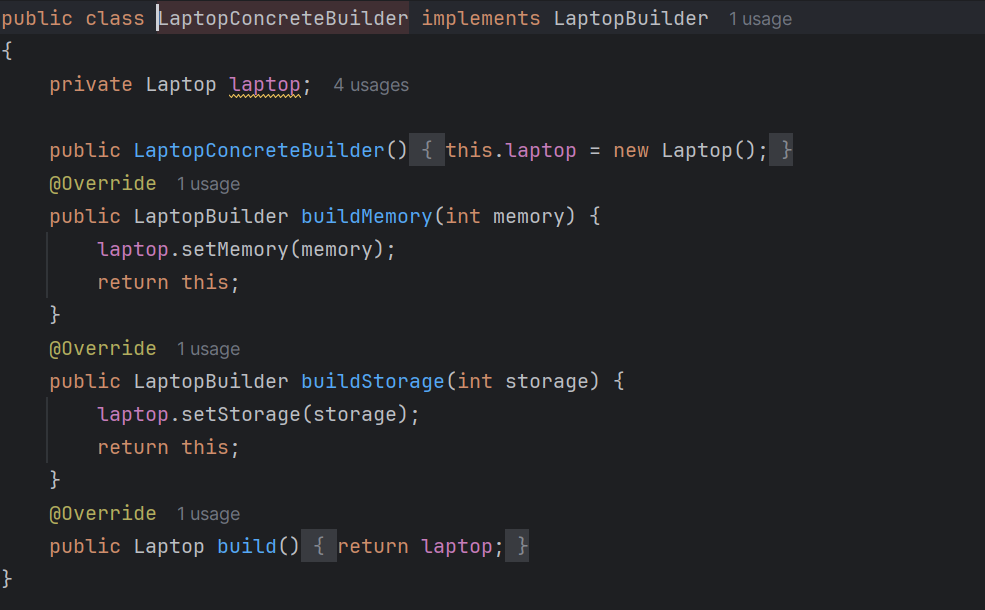 public class LaptopConcreteBuilder implements LaptopBuilder 1 usage
{
    private Laptop laptop; 4 usages
    public LaptopConcreteBuilder() { this.laptop = new Laptop(); }
    @Override 1 usage
    public LaptopBuilder buildMemory(int memory) {
        laptop.setMemory(memory);
        return this;
    }
    @Override 1 usage
    public LaptopBuilder buildStorage(int storage) {
        laptop.setStorage(storage);
        return this;
    }
    @Override 1 usage
    public Laptop build() { return laptop; }
}